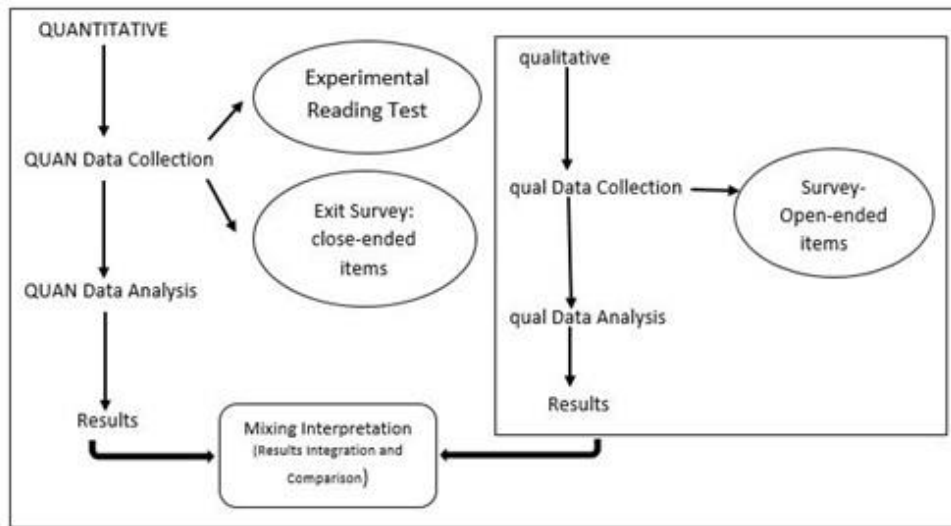 QUANTITATIVE
QUAN Data Collection
Experimental
Reading Test
Exit Survey:
close-ended
items
QUAN Data Analysis
Results
qualitative
qual Data Collection
Survey-
Open-ended
items
qual Data Analysis
Results
Mixing Interpretation
(Results Integration and
Comparison)